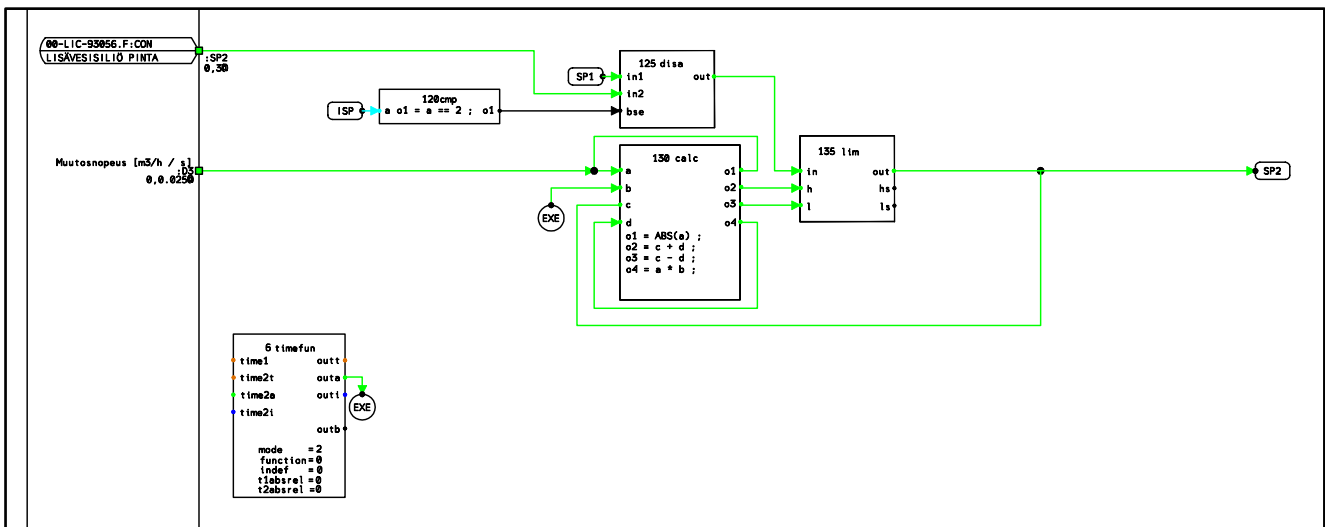 00-LIC-93056.F:CON
LISÄVESISILIÖ PINTA
:SP2
0,30
125 disa
SP1
in1
out
in2
bse
120cmp
ISP
a o1 = a == 2 ; o1
Muutosnopeus [m3/h / s]
:D3
0,0.0250
130 calc
a
o1
b
o2
c
o3
d
o4
o1 = ABS(a) ;
o2 = c + d ;
o3 = c - d ;
o4 = a * b ;
EXE
135 lim
in
out
h
hs
l
ls
SP2
6 timefun
time1
outt
time2t
outa
time2a
outi
time2i
outb
EXE
mode =2
function=0
indef =0
t1absrel=0
t2absrel=0